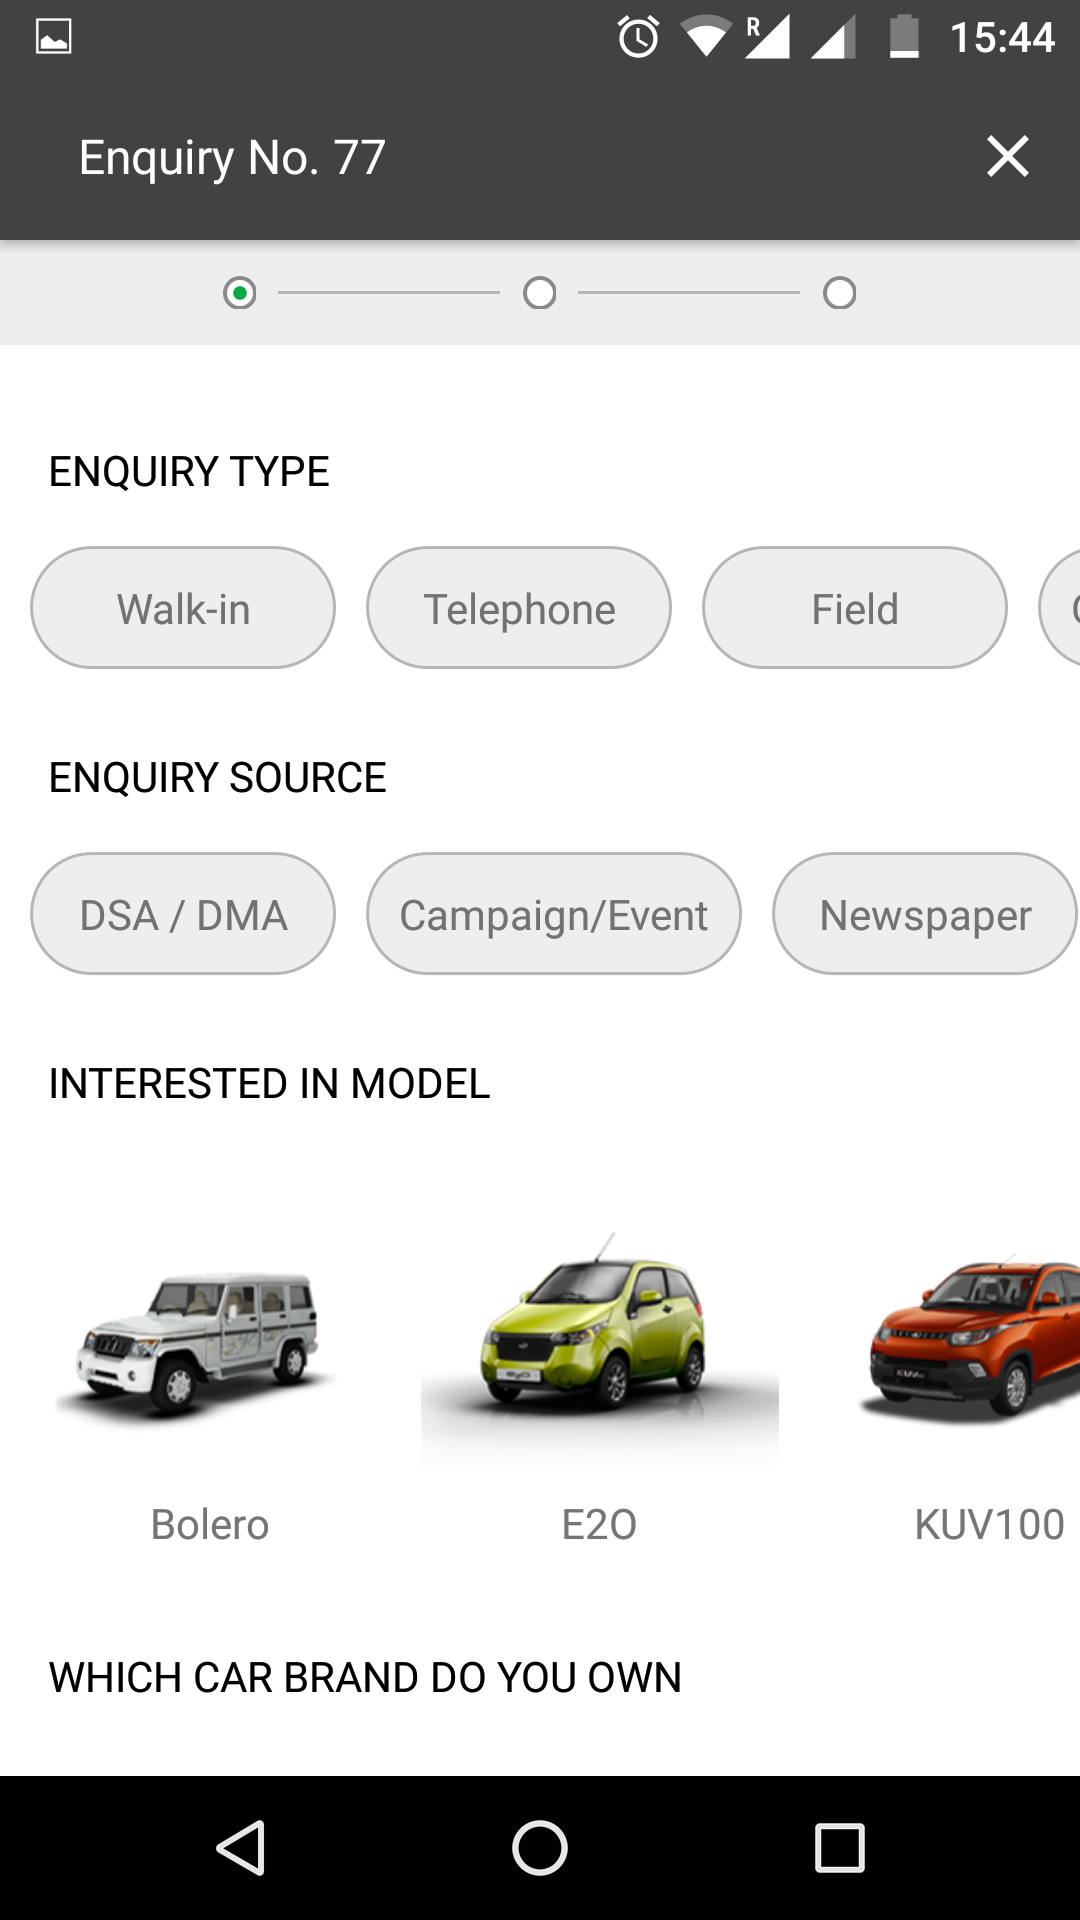 R 15:44
Enquiry No. 77
ENQUIRY TYPE
Walk-in Telephone Field
ENQUIRY SOURCE
DSA / DMA Campaign/Event Newspaper
INTERESTED IN MODEL
Bolero E2O KUV100
WHICH CAR BRAND DO YOU OWN